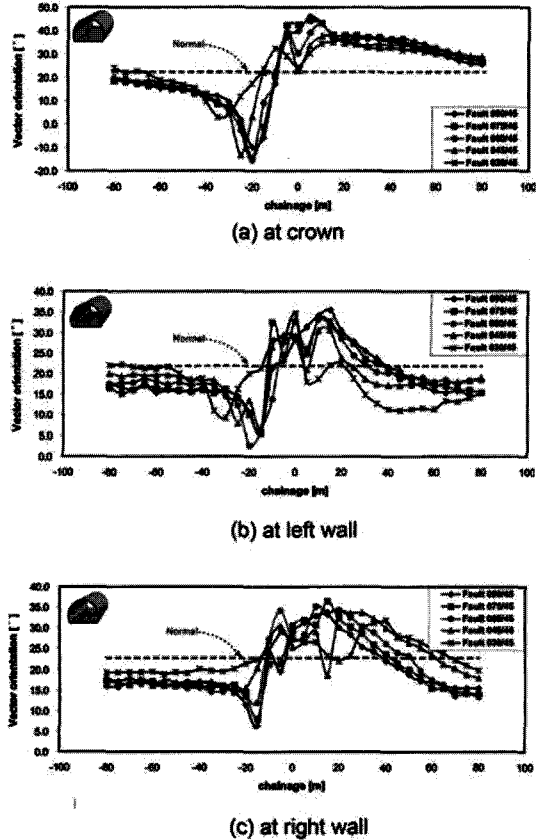 50.0
40.0
30.0
20.0
10.0
0.0
-10.0
-20.0
Vector orientation [°]
Normal
Fault
Fault
Fault
Fault
Fault
-100 -80 -60 -40 -20 0 20 40 60 80 100
chainage [m]
(a) at crown
40.0
35.0
30.0
25.0
20.0
15.0
10.0
5.0
0.0
Vector orientation [°]
Normal
Fault
Fault
Fault
Fault
Fault
-100 -80 -60 -40 -20 0 20 40 60 80 100
chainage [m]
(b) at left wall
40.0
35.0
30.0
25.0
20.0
15.0
10.0
5.0
0.0
Vector orientation [°]
Normal
Fault
Fault
Fault
Fault
Fault
-100 -80 -60 -40 -20 0 20 40 60 80 100
chainage [m]
(c) at right wall